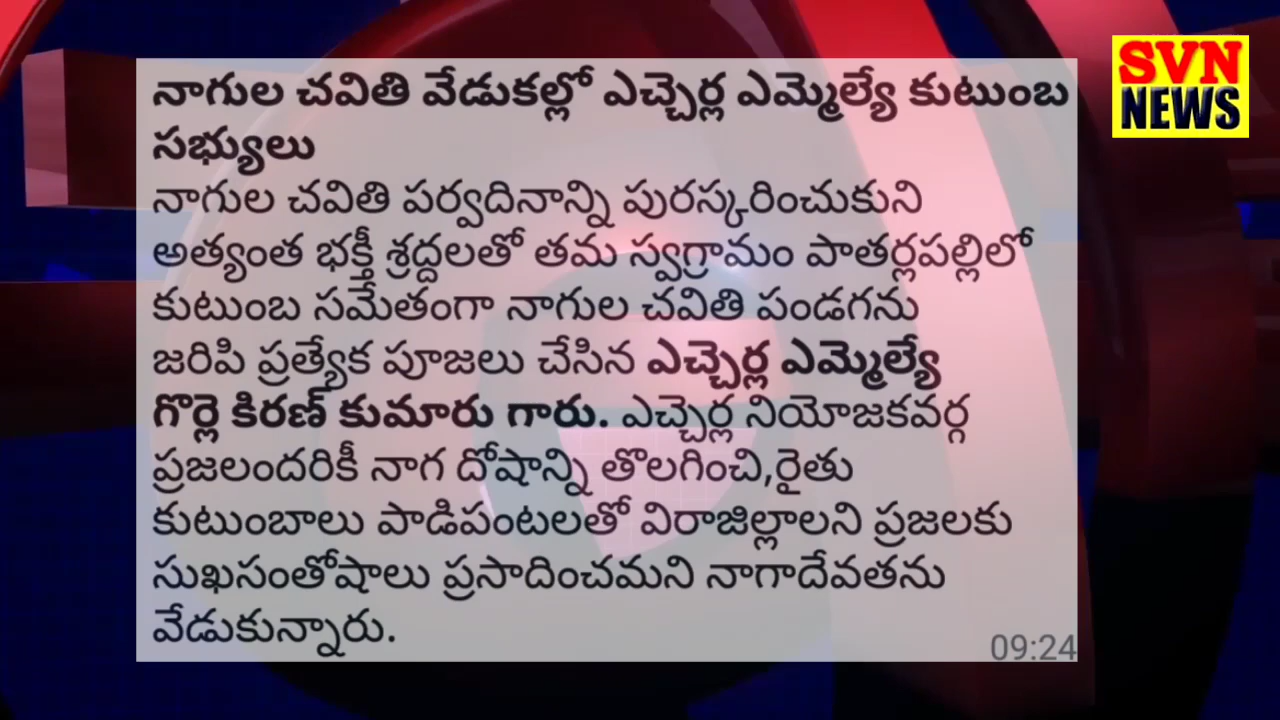 SVN
NEWS
నాగుల చవితి వేడుకల్లో ఎచ్చెర్ల ఎమ్మెల్యే కుటుంబ
సభ్యులు
నాగుల చవితి పర్వదినాన్ని పురస్కరించుకుని
అత్యంత భక్తీ శ్రద్దలతో తమ స్వగ్రామం పాతర్లపల్లిలో
కుటుంబ సమేతంగా నాగుల చవితి పండగను
జరిపి ప్రత్యేక పూజలు చేసిన ఎచ్చెర్ల ఎమ్మెల్యే
గొర్లె కిరణ్ కుమారు గారు. ఎచ్చెర్ల నియోజకవర్గ
ప్రజలందరికీ నాగ దోషాన్ని తొలగించి,రైతు
కుటుంబాలు పాడిపంటలతో విరాజిల్లాలని ప్రజలకు
సుఖసంతోషాలు ప్రసాదించమని నాగాదేవతను
వేడుకున్నారు.
09:24